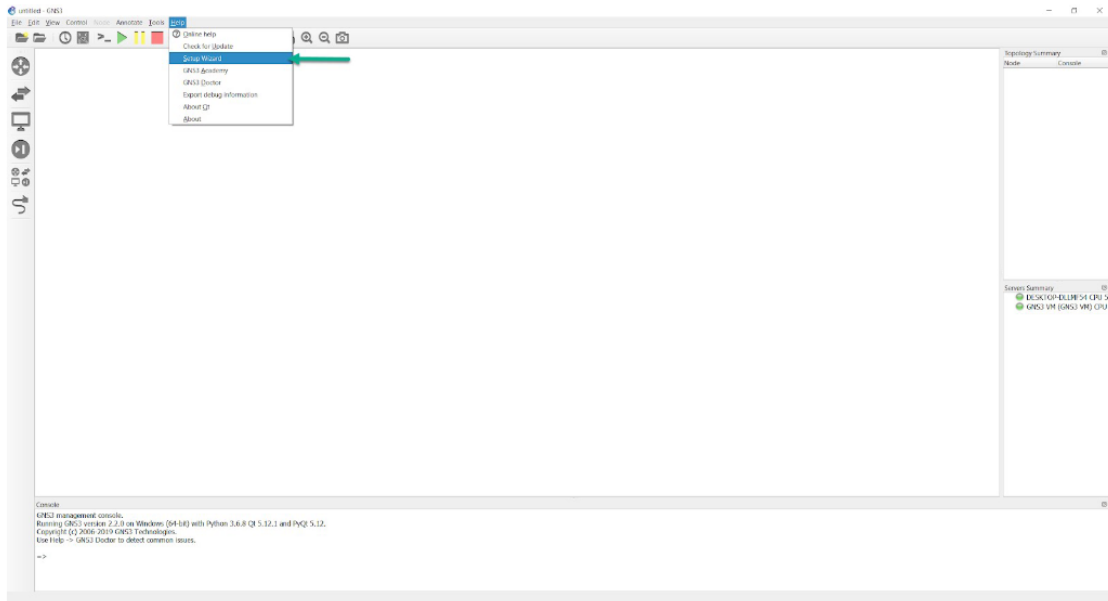 untitled - GNS3
File Edit View Control Node Annotate Tools Help
Online help
Check for Update
Setup Wizard
GNS3 Academy
GNS3 Doctor
Export debug information
About Qt
About
Topology Summary
Node Console
Servers Summary
DESKTOP-DLLMF54 CPU 5
GNS3 VM (GNS3 VM) CPU
Console
GNS3 management console.
Running GNS3 version 2.2.0 on Windows (64-bit) with Python 3.6.8 Qt 5.12.1 and PyQt 5.12.
Copyright (c) 2006-2019 GNS3 Technologies.
Use Help -> GNS3 Doctor to detect common issues.
=>